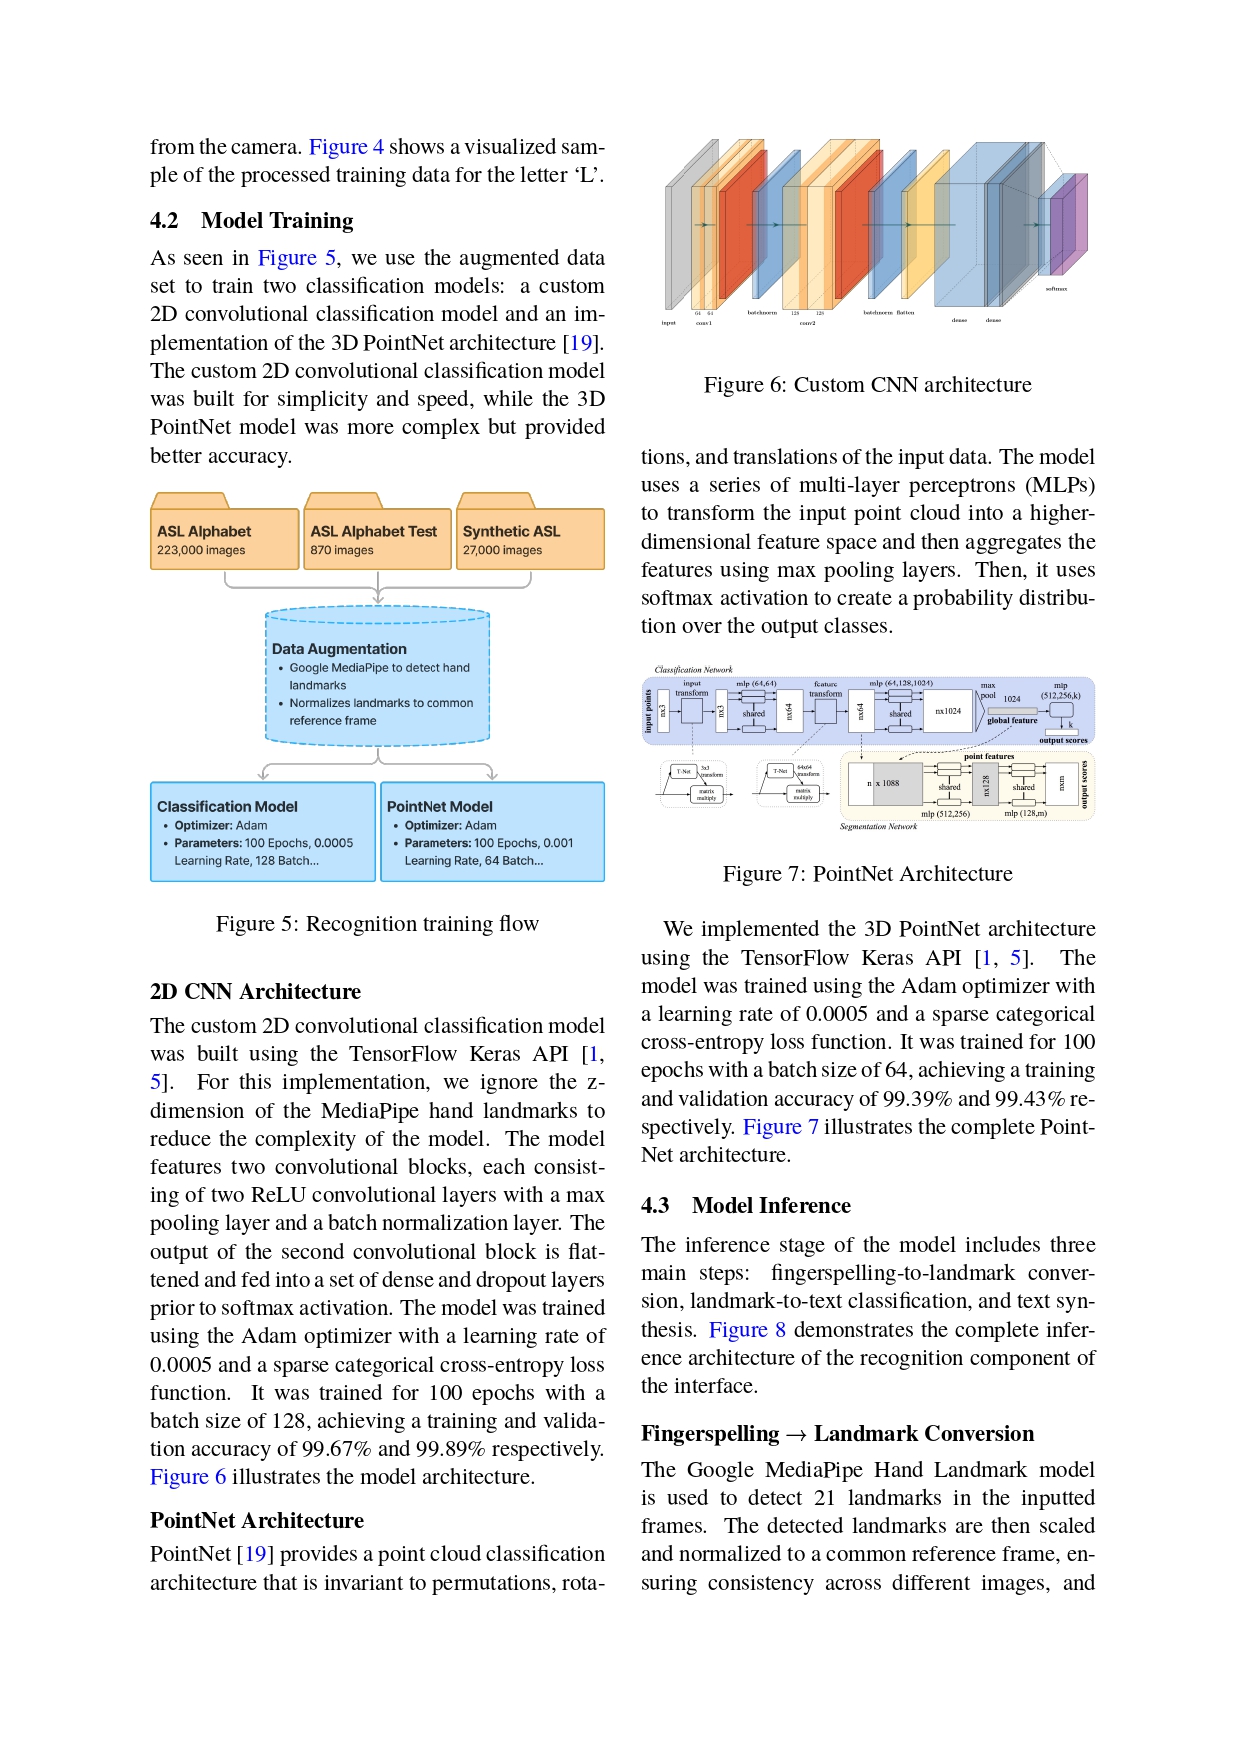 from the camera. Figure 4 shows a visualized sam-
ple of the processed training data for the letter ‘L’.
4.2 Model Training
As seen in Figure 5, we use the augmented data
set to train two classification models: a custom
2D convolutional classification model and an im-
plementation of the 3D PointNet architecture [19].
The custom 2D convolutional classification model
was built for simplicity and speed, while the 3D
PointNet model was more complex but provided
better accuracy.
ASL Alphabet
223,000 images
ASL Alphabet Test
870 images
Synthetic ASL
27,000 images
Data Augmentation
• Google MediaPipe to detect hand
landmarks
• Normalizes landmarks to common
reference frame
Classification Model
• Optimizer: Adam
• Parameters: 100 Epochs, 0.0005
Learning Rate, 128 Batch...
PointNet Model
• Optimizer: Adam
• Parameters: 100 Epochs, 0.001
Learning Rate, 64 Batch...
Figure 5: Recognition training flow
2D CNN Architecture
The custom 2D convolutional classification model
was built using the TensorFlow Keras API [1,
5]. For this implementation, we ignore the z-
dimension of the MediaPipe hand landmarks to
reduce the complexity of the model. The model
features two convolutional blocks, each consist-
ing of two ReLU convolutional layers with a max
pooling layer and a batch normalization layer. The
output of the second convolutional block is flat-
tened and fed into a set of dense and dropout layers
prior to softmax activation. The model was trained
using the Adam optimizer with a learning rate of
0.0005 and a sparse categorical cross-entropy loss
function. It was trained for 100 epochs with a
batch size of 128, achieving a training and valida-
tion accuracy of 99.67% and 99.89% respectively.
Figure 6 illustrates the model architecture.
PointNet Architecture
PointNet [19] provides a point cloud classification
architecture that is invariant to permutations, rota-
input
64 64
conv1
batchnorm
128 128
conv2
batchnorm
flatten
dense
dense
softmax
Figure 6: Custom CNN architecture
tions, and translations of the input data. The model
uses a series of multi-layer perceptrons (MLPs)
to transform the input point cloud into a higher-
dimensional feature space and then aggregates the
features using max pooling layers. Then, it uses
softmax activation to create a probability distribu-
tion over the output classes.
Classification Network
input points
nx3
input
transform
nx3
mlp (64,64)
shared
nx64
feature
transform
nx64
mlp (64,128,1024)
shared
nx1024
max
pool
1024
global feature
mlp
(512,256,k)
k
output scores
T-Net
3x3
transform
matrix
multiply
T-Net
64x64
transform
matrix
multiply
point features
n x 1088
shared
mlp (512,256)
nx128
shared
mlp (128,m)
nxm
output scores
Segmentation Network
Figure 7: PointNet Architecture
We implemented the 3D PointNet architecture
using the TensorFlow Keras API [1, 5]. The
model was trained using the Adam optimizer with
a learning rate of 0.0005 and a sparse categorical
cross-entropy loss function. It was trained for 100
epochs with a batch size of 64, achieving a training
and validation accuracy of 99.39% and 99.43% re-
spectively. Figure 7 illustrates the complete Point-
Net architecture.
4.3 Model Inference
The inference stage of the model includes three
main steps: fingerspelling-to-landmark conver-
sion, landmark-to-text classification, and text syn-
thesis. Figure 8 demonstrates the complete infer-
ence architecture of the recognition component of
the interface.
Fingerspelling → Landmark Conversion
The Google MediaPipe Hand Landmark model
is used to detect 21 landmarks in the inputted
frames. The detected landmarks are then scaled
and normalized to a common reference frame, en-
suring consistency across different images, and